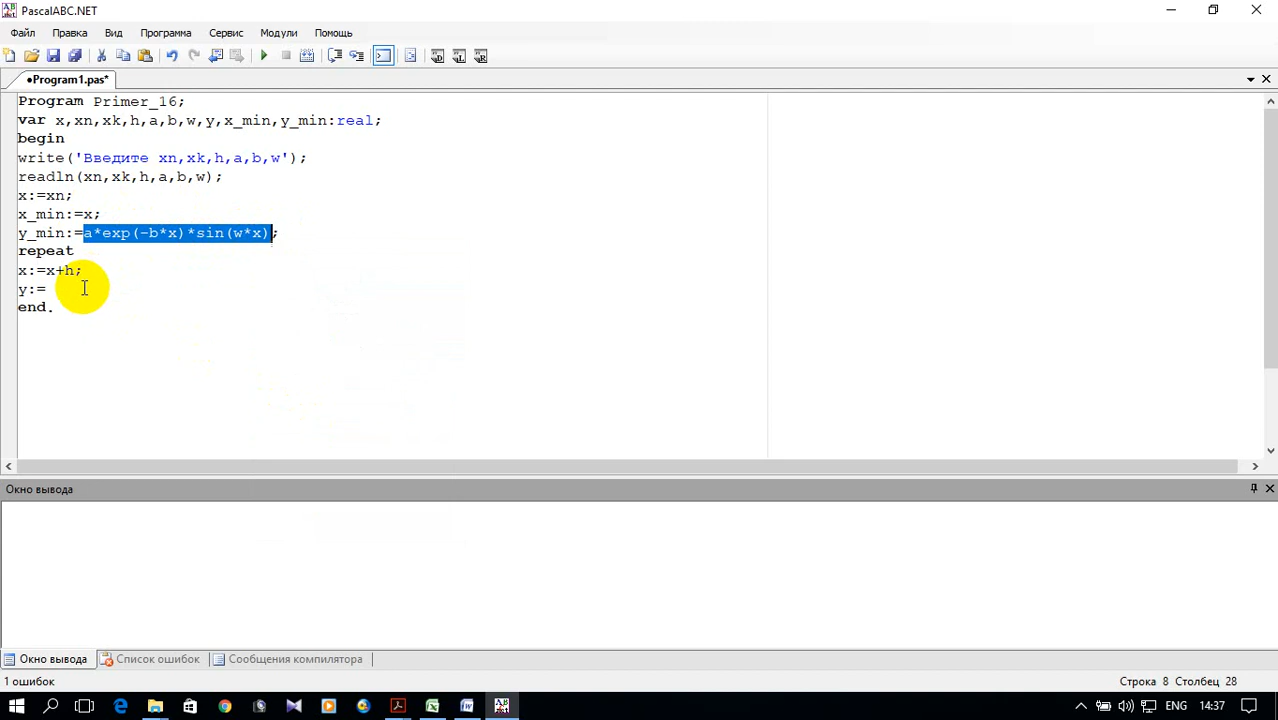 PascalABC.NET
Файл Правка Вид Программа Сервис Модули Помощь
•Program1.pas*
Program Primer_16;
var x,xn,xk,h,a,b,w,y,x_min,y_min:real;
begin
write('Введите xn,xk,h,a,b,w');
readln(xn,xk,h,a,b,w);
x:=xn;
x_min:=x;
y_min:=a*exp(-b*x)*sin(w*x);
repeat
x:=x+h;
y:=
end.
Окно вывода
Окно вывода Список ошибок Сообщения компилятора
1 ошибок Строка 8 Столбец 28
ENG 14:37